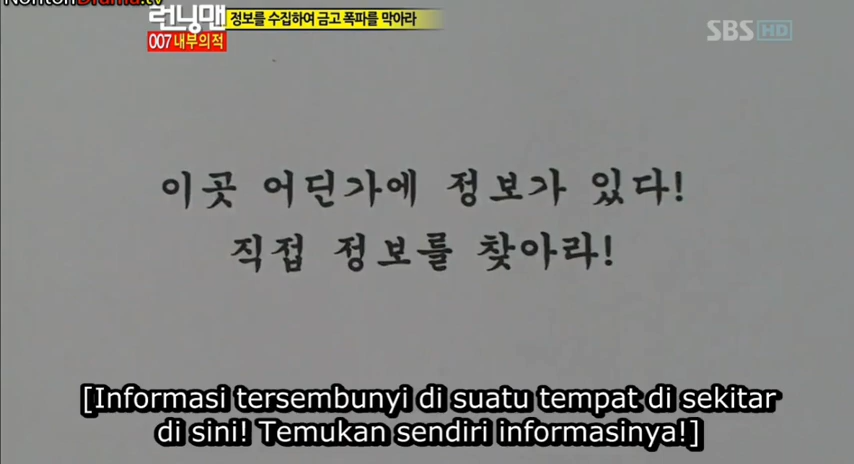 NontonDrama.tv
런닝맨 정보를 수집하여 금고 폭파를 막아라
007 내부의적
SBS HD
이곳 어딘가에 정보가 있다!
직접 정보를 찾아라!
[Informasi tersembunyi di suatu tempat di sekitar
di sini! Temukan sendiri informasinya!]